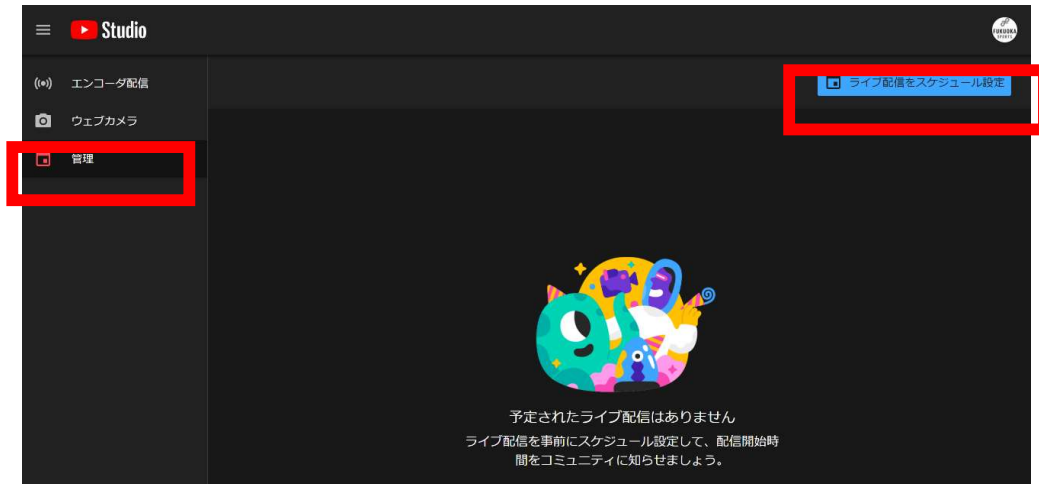 Studio
FUKUOKA
SPORTS
エンコーダ配信
ライブ配信をスケジュール設定
ウェブカメラ
管理
予定されたライブ配信はありません
ライブ配信を事前にスケジュール設定して、配信開始時
間をコミュニティに知らせましょう。